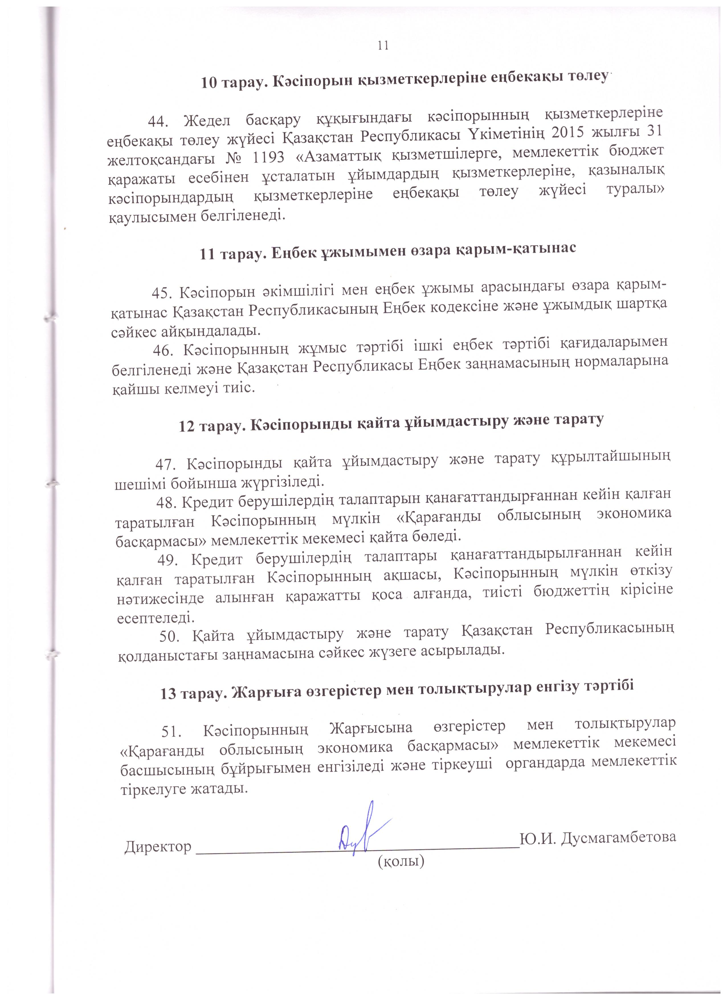 11
10 тарау. Кәсіпорын қызметкерлеріне еңбекақы төлеу
44. Жедел басқару құқығындағы кәсіпорынның қызметкерлеріне
еңбекақы төлеу жүйесі Қазақстан Республикасы Үкіметінің 2015 жылғы 31
желтоқсандағы № 1193 «Азаматтық қызметшілерге, мемлекеттік бюджет
қаражаты есебінен ұсталатын ұйымдардың қызметкерлеріне, қазыналық
кәсіпорындардың қызметкерлеріне еңбекақы төлеу жүйесі туралы»
қаулысымен белгіленеді.
11 тарау. Еңбек ұжымымен өзара қарым-қатынас
45. Кәсіпорын әкімшілігі мен еңбек ұжымы арасындағы өзара қарым-
қатынас Қазақстан Республикасының Еңбек кодексіне және ұжымдық шартқа
сәйкес айқындалады.
46. Кәсіпорынның жұмыс тәртібі ішкі еңбек тәртібі қағидаларымен
белгіленеді және Қазақстан Республикасы Еңбек заңнамасының нормаларына
қайшы келмеуі тиіс.
12 тарау. Кәсіпорынды қайта ұйымдастыру және тарату
47. Кәсіпорынды қайта ұйымдастыру және тарату құрылтайшының
шешімі бойынша жүргізіледі.
48. Кредит берушілердің талаптарын қанағаттандырғаннан кейін қалған
таратылған Кәсіпорынның мүлкін «Қарағанды облысының экономика
басқармасы» мемлекеттік мекемесі қайта бөледі.
49. Кредит берушілердің талаптары қанағаттандырылғаннан кейін
қалған таратылған Кәсіпорынның ақшасы, Кәсіпорынның мүлкін өткізу
нәтижесінде алынған қаражатты қоса алғанда, тиісті бюджеттің кірісіне
есептеледі.
50. Қайта ұйымдастыру және тарату Қазақстан Республикасының
қолданыстағы заңнамасына сәйкес жүзеге асырылады.
13 тарау. Жарғыға өзгерістер мен толықтырулар енгізу тәртібі
51. Кәсіпорынның Жарғысына өзгерістер мен толықтырулар
«Қарағанды облысының экономика басқармасы» мемлекеттік мекемесі
басшысының бұйрығымен енгізіледі және тіркеуші органдарда мемлекеттік
тіркелуге жатады.
Директор ______ Ю.И. Дусмагамбетова
(қолы)